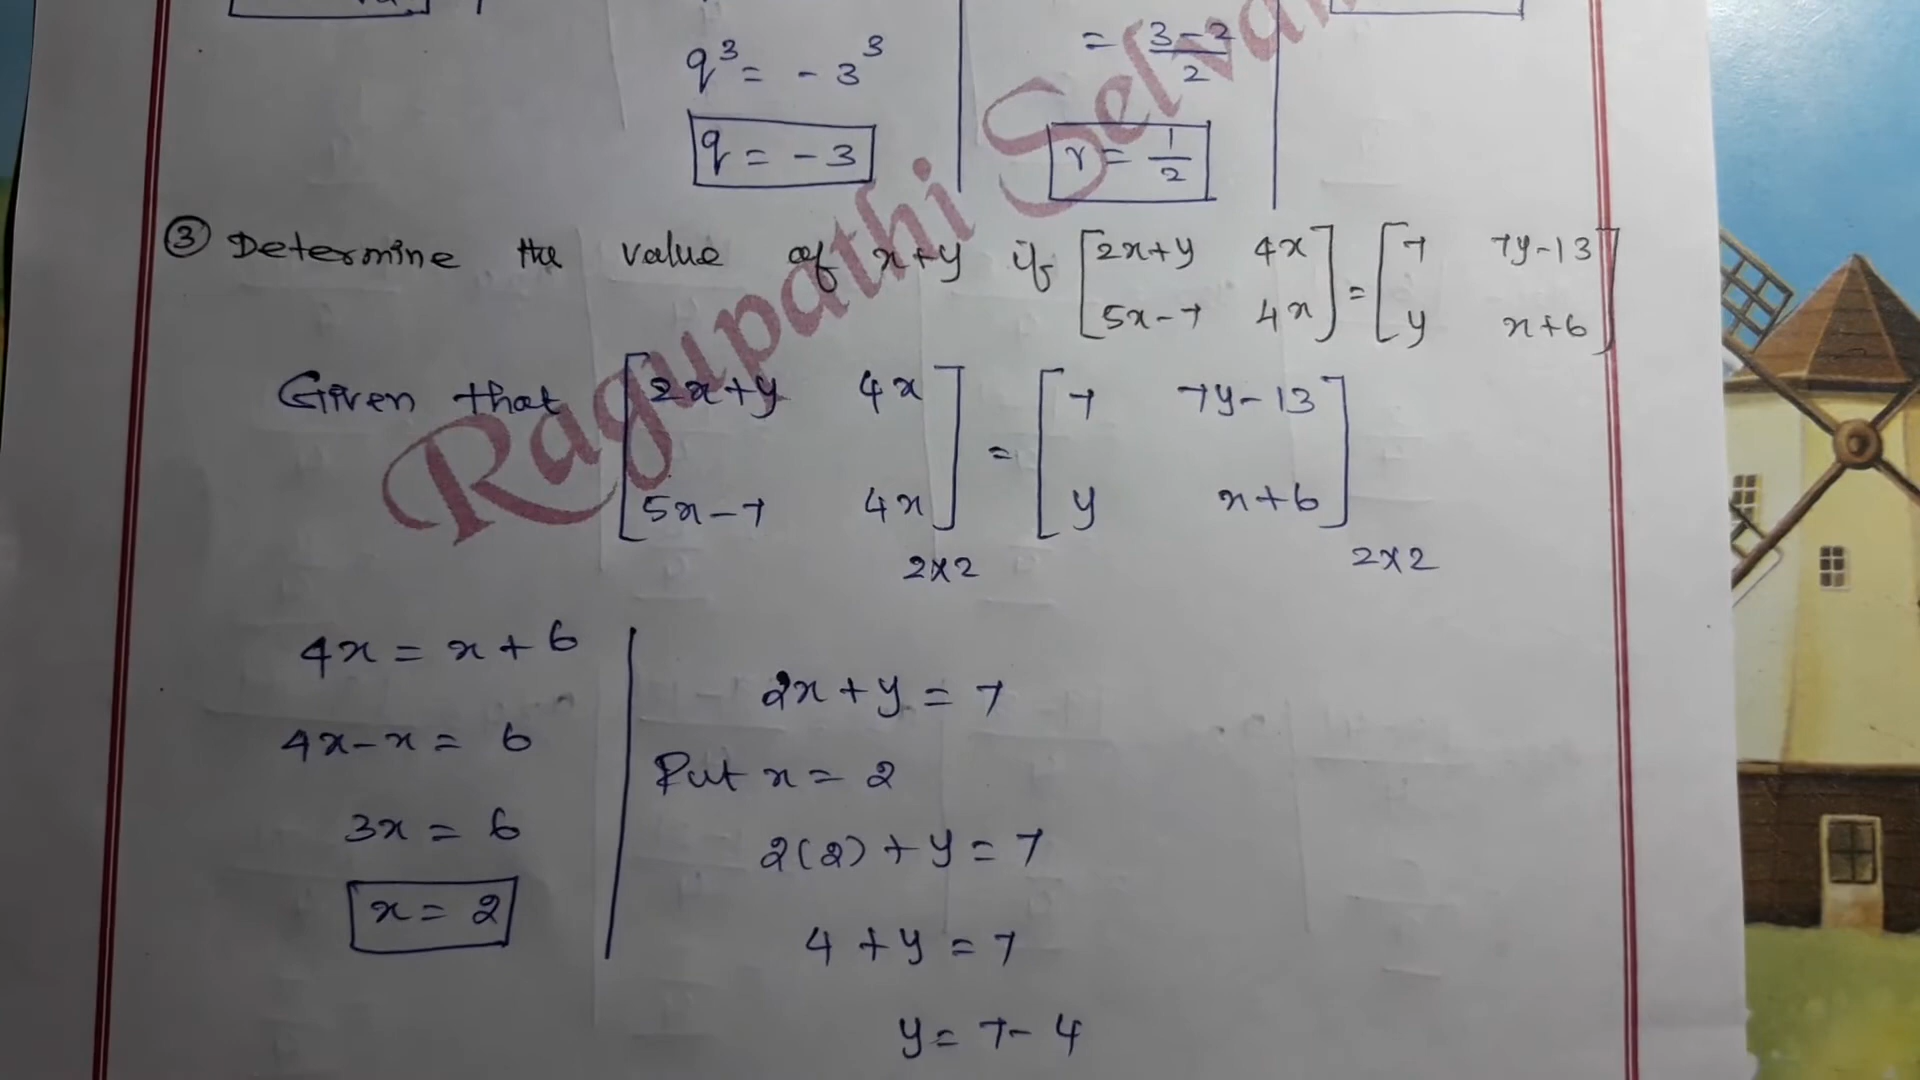 q³ = -3³
= 3-2/2
q = -3
r = 1/2
③ Determine the value of x+y if [2x+y 4x
5x-7 4x] = [7 7y-13
y x+6]
Given that [2x+y 4x
5x-7 4x]2x2 = [7 7y-13
y x+6]2x2
4x = x+6
4x-x = 6
3x = 6
x = 2
2x+y = 7
Put x = 2
2(2)+y = 7
4+y = 7
y = 7-4
Ragupathi Selva